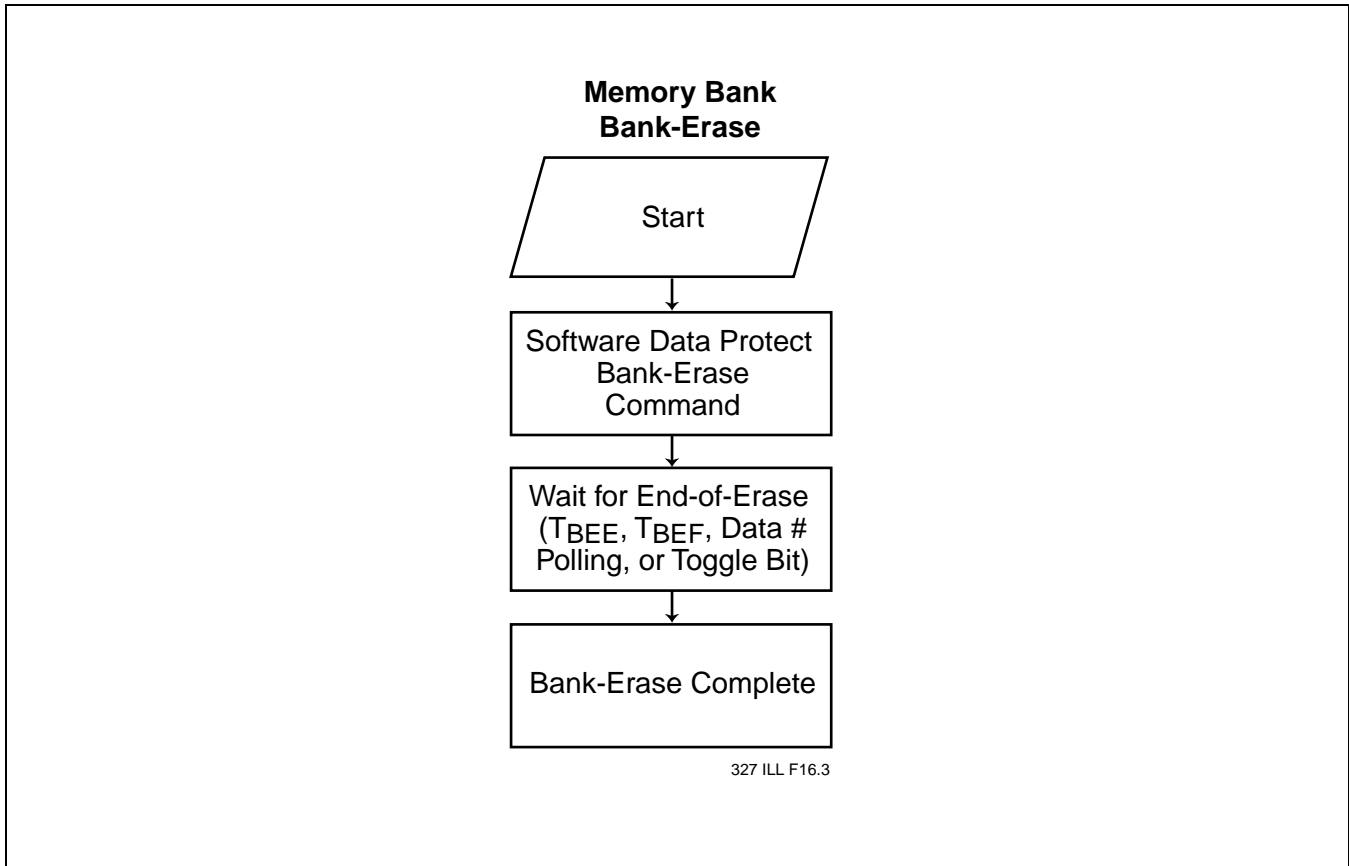 Memory Bank
Bank-Erase
Start
Software Data Protect
Bank-Erase
Command
Wait for End-of-Erase
(TBEE, TBEF, Data #
Polling, or Toggle Bit)
Bank-Erase Complete
327 ILL F16.3